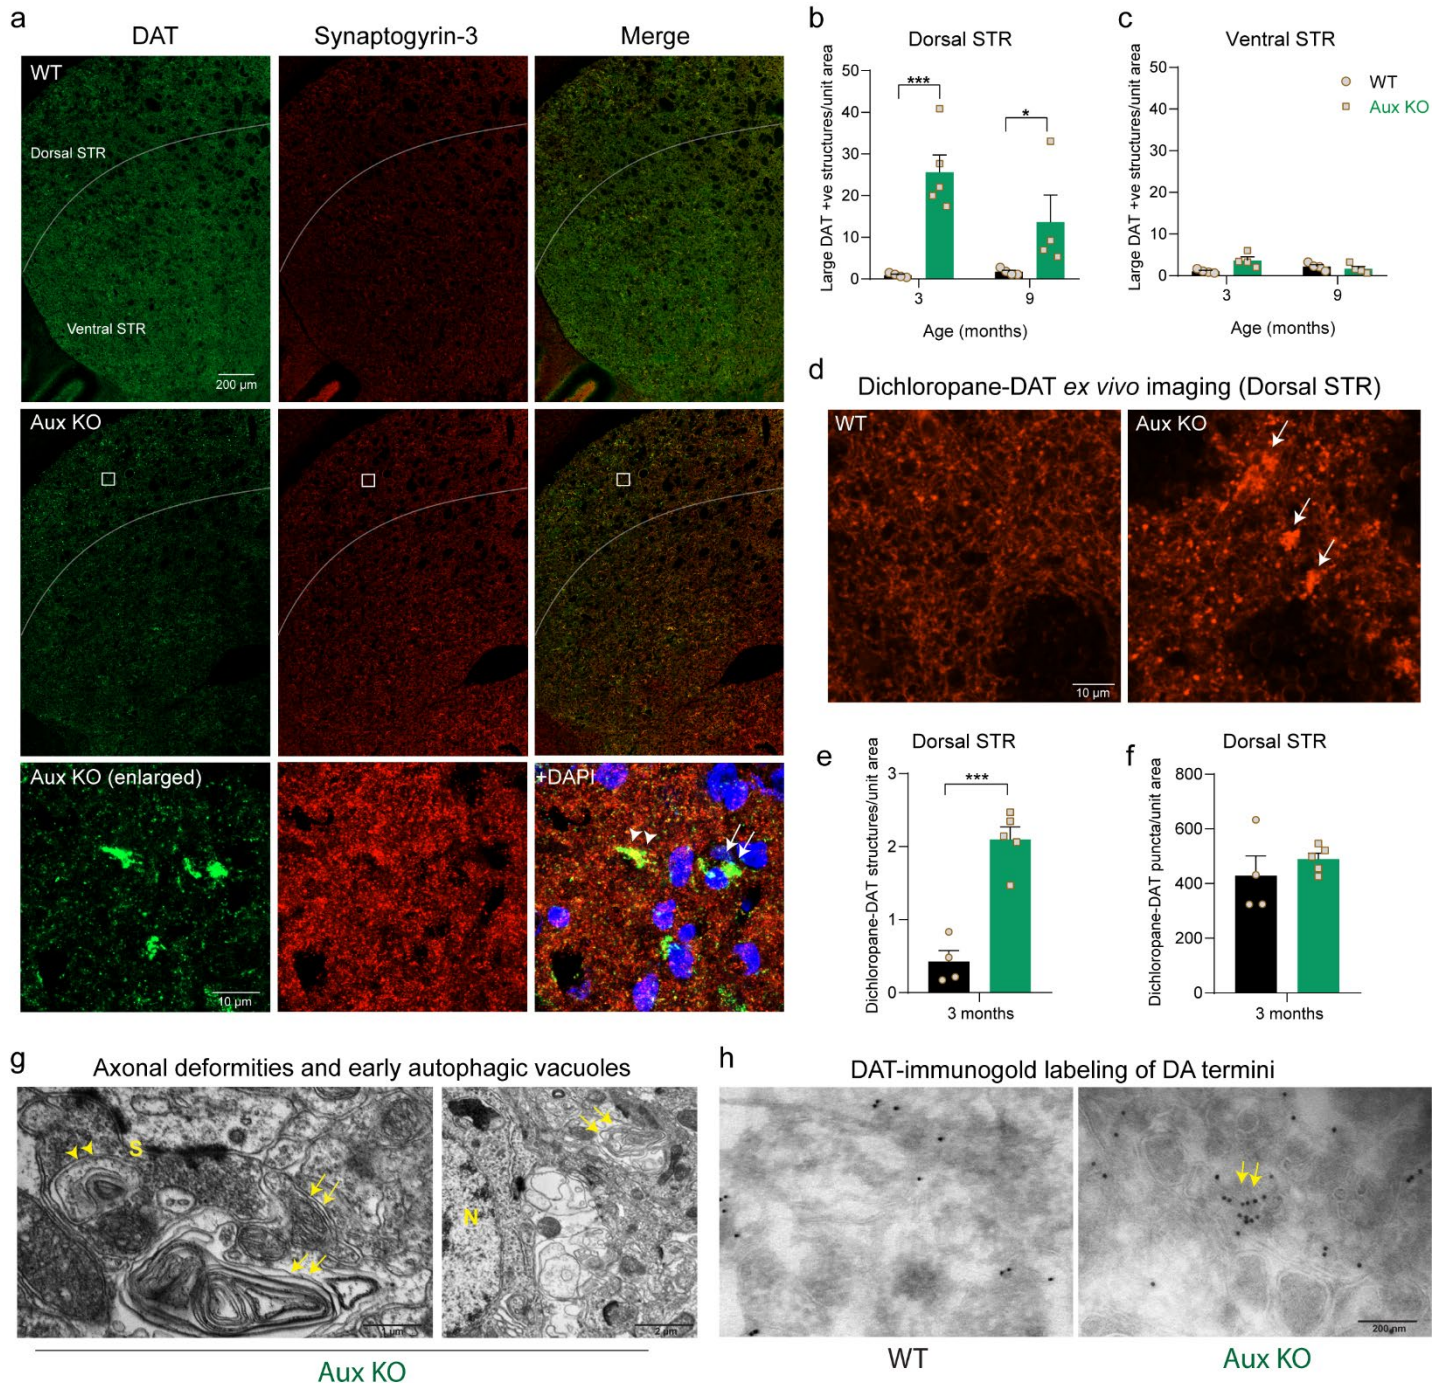 a
DAT
Synaptogyrin-3
Merge
WT
Dorsal STR
Ventral STR
200 µm
Aux KO
Aux KO (enlarged)
10 µm
+DAPI
b
Dorsal STR
Large DAT +ve structures/unit area
50
40
30
20
10
0
***
*
3
9
Age (months)
c
Ventral STR
Large DAT +ve structures/unit area
50
40
30
20
10
0
WT
Aux KO
3
9
Age (months)
d
Dichloropane-DAT ex vivo imaging (Dorsal STR)
WT
10 µm
Aux KO
e
Dorsal STR
Dichloropane-DAT structures/unit area
3
2
1
0
***
3 months
f
Dorsal STR
Dichloropane-DAT puncta/unit area
800
600
400
200
0
3 months
g
Axonal deformities and early autophagic vacuoles
S
N
2 µm
Aux KO
h
DAT-immunogold labeling of DA termini
200 nm
WT
Aux KO